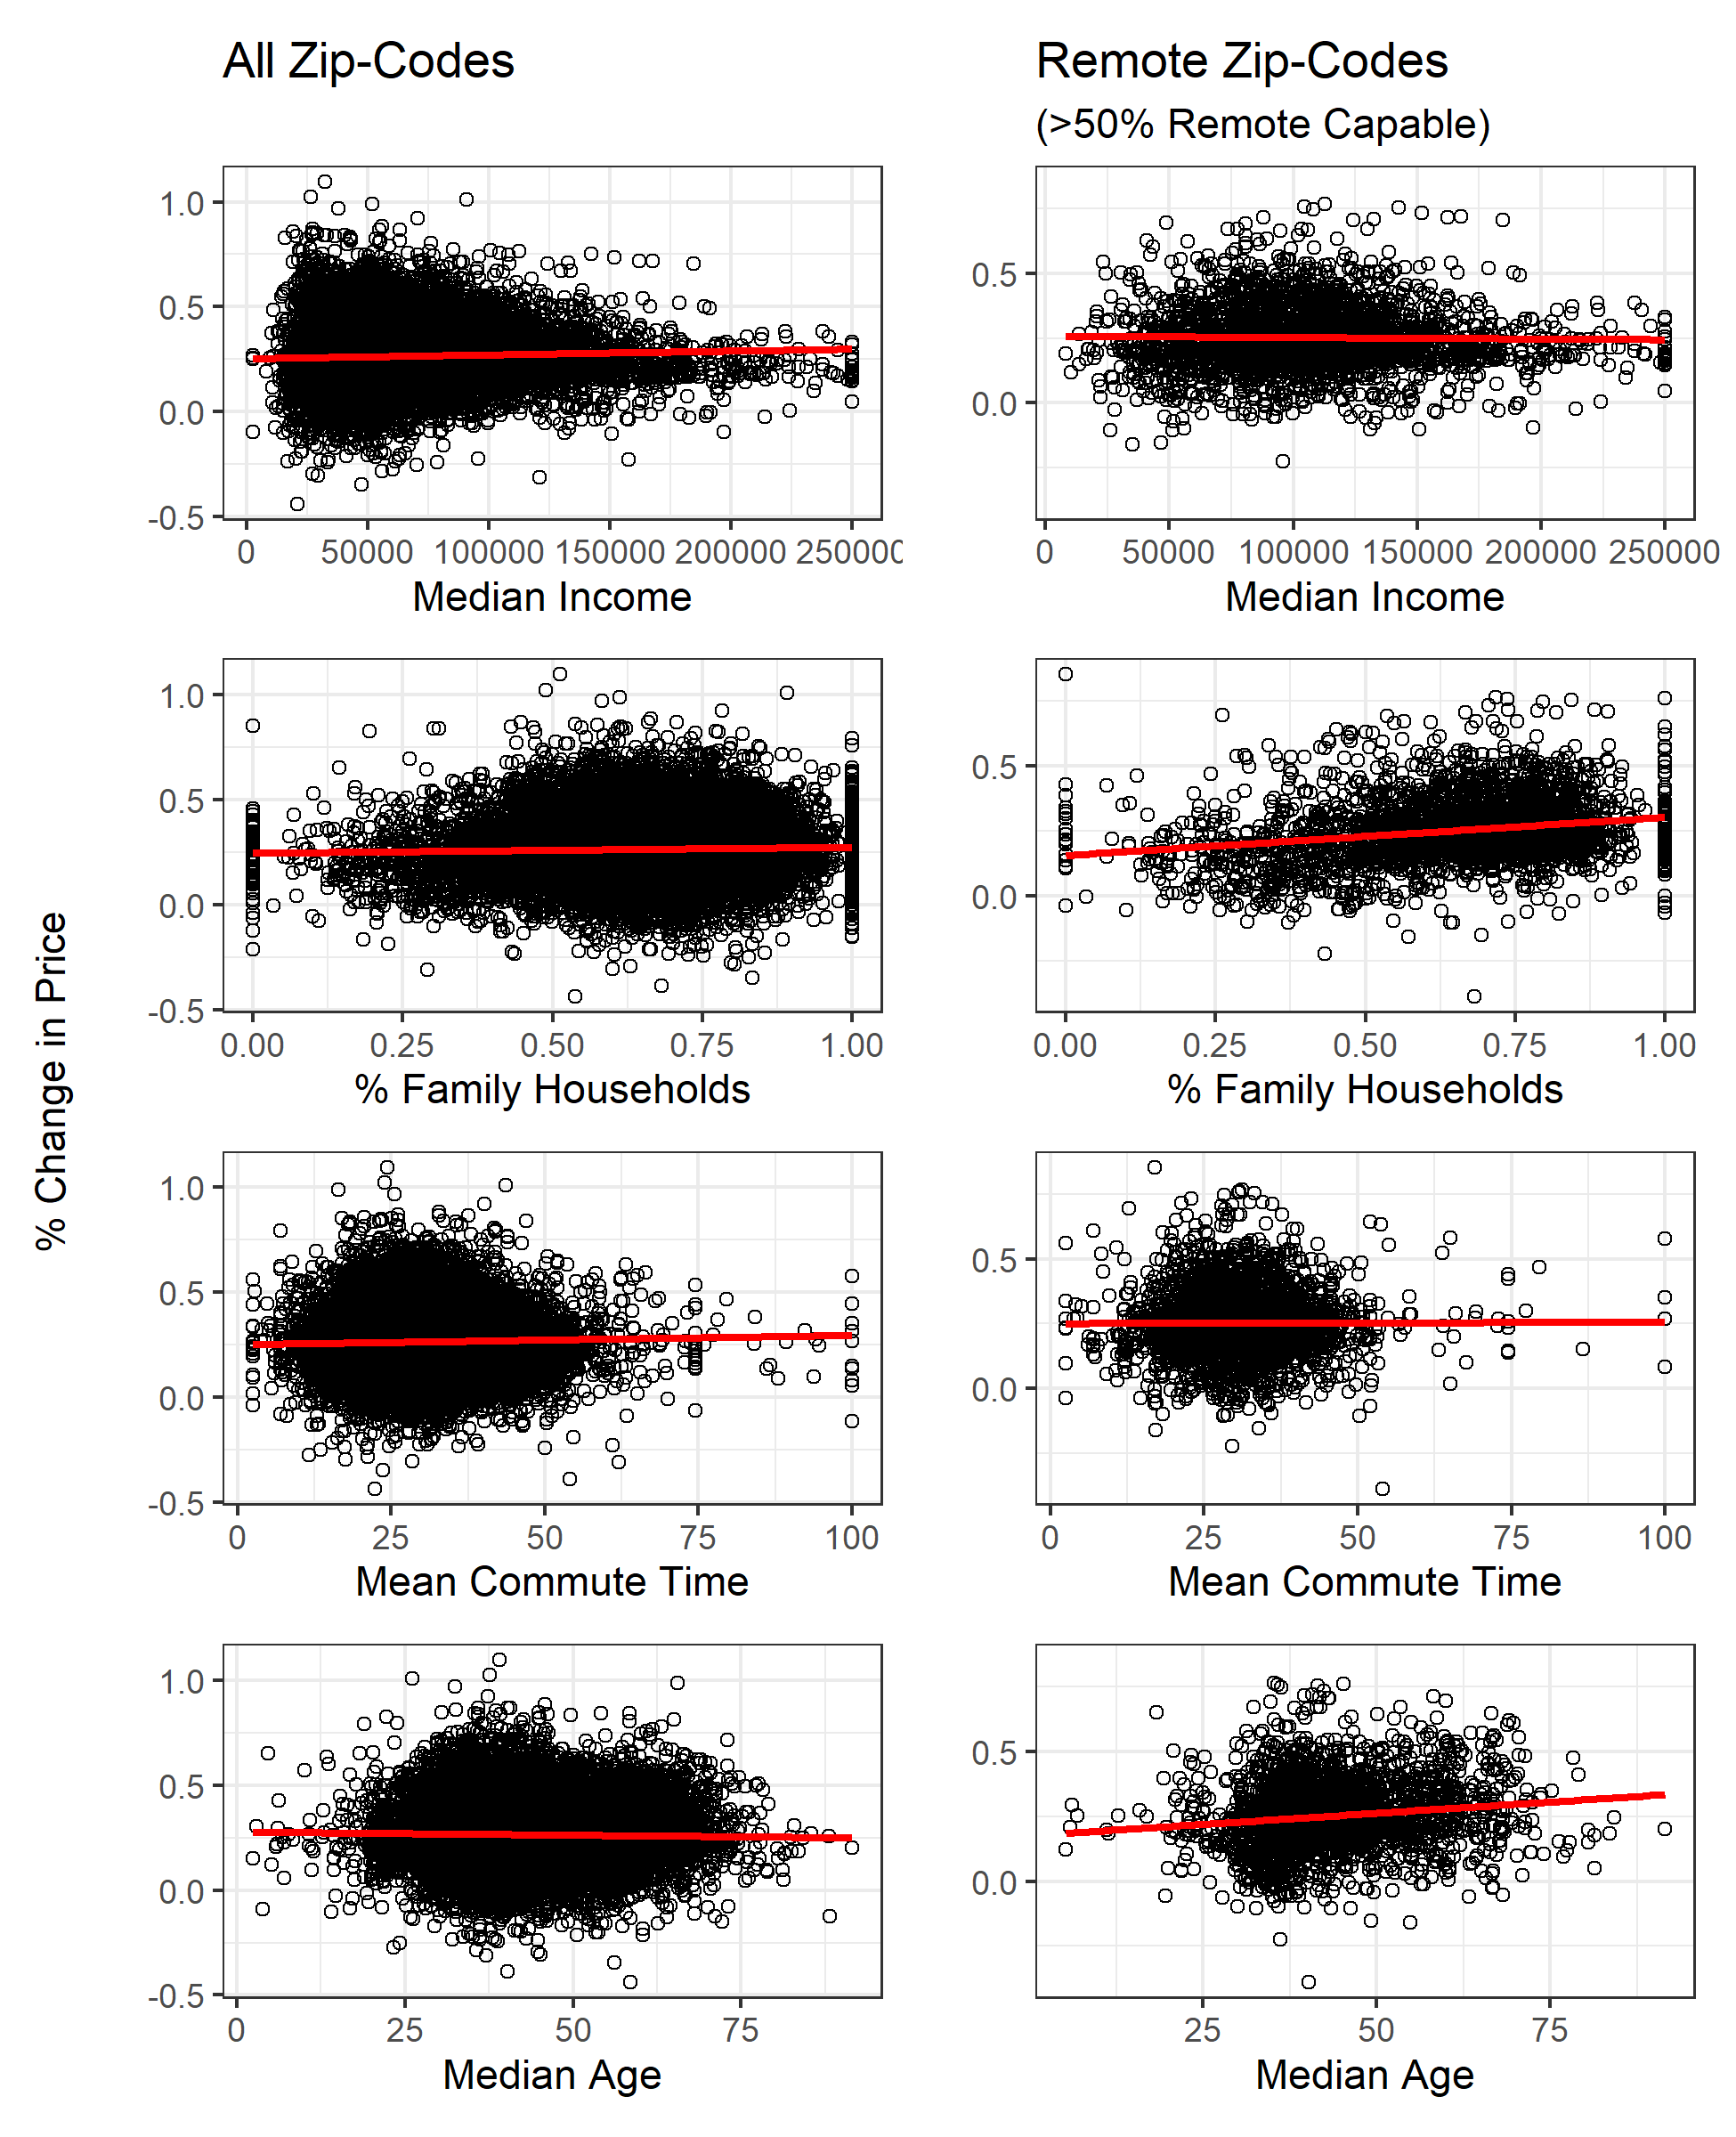 All Zip-Codes
Remote Zip-Codes
(>50% Remote Capable)
% Change in Price
1.0
0.5
0.0
-0.5
0 50000 100000 150000 200000 250000
Median Income
0.5
0.0
0 50000 100000 150000 200000 250000
Median Income
1.0
0.5
0.0
-0.5
0.00 0.25 0.50 0.75 1.00
% Family Households
0.5
0.0
0.00 0.25 0.50 0.75 1.00
% Family Households
1.0
0.5
0.0
-0.5
0 25 50 75 100
Mean Commute Time
0.5
0.0
0 25 50 75 100
Mean Commute Time
1.0
0.5
0.0
-0.5
0 25 50 75
Median Age
0.5
0.0
25 50 75
Median Age